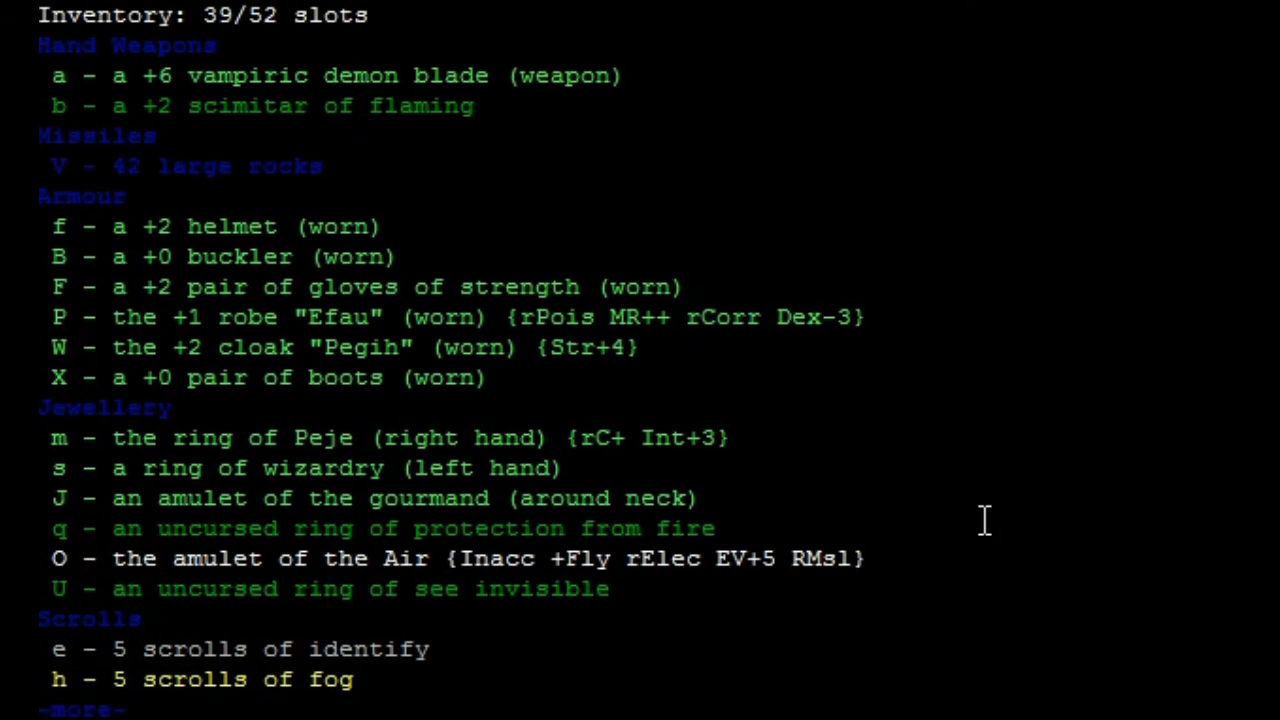 Inventory: 39/52 slots
Hand Weapons
a - a +6 vampiric demon blade (weapon)
b - a +2 scimitar of flaming
Missiles
V - 42 large rocks
Armour
f - a +2 helmet (worn)
B - a +0 buckler (worn)
F - a +2 pair of gloves of strength (worn)
P - the +1 robe "Efau" (worn) {rPois MR++ rCorr Dex-3}
W - the +2 cloak "Pegih" (worn) {Str+4}
X - a +0 pair of boots (worn)
Jewellery
m - the ring of Peje (right hand) {rC+ Int+3}
s - a ring of wizardry (left hand)
J - an amulet of the gourmand (around neck)
q - an uncursed ring of protection from fire
O - the amulet of the Air {Inacc +Fly rElec EV+5 RMsl}
U - an uncursed ring of see invisible
Scrolls
e - 5 scrolls of identify
h - 5 scrolls of fog
-more-